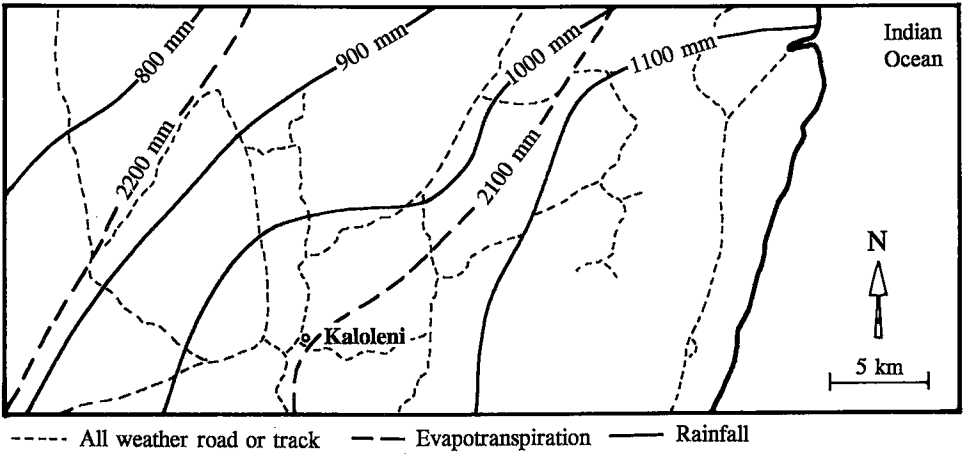 800 mm
900 mm
1000 mm
1100 mm
Indian
Ocean
2200 mm
2100 mm
N
Kaloleni
5 km
All weather road or track
Evapotranspiration
Rainfall